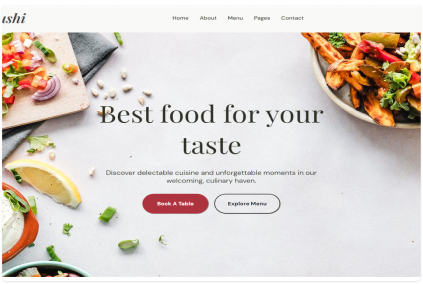 Home About Menu Pages Contact
Best food for your
taste
Discover delectable cuisine and unforgettable moments in our
welcoming, culinary haven.
Book A Table Explore Menu